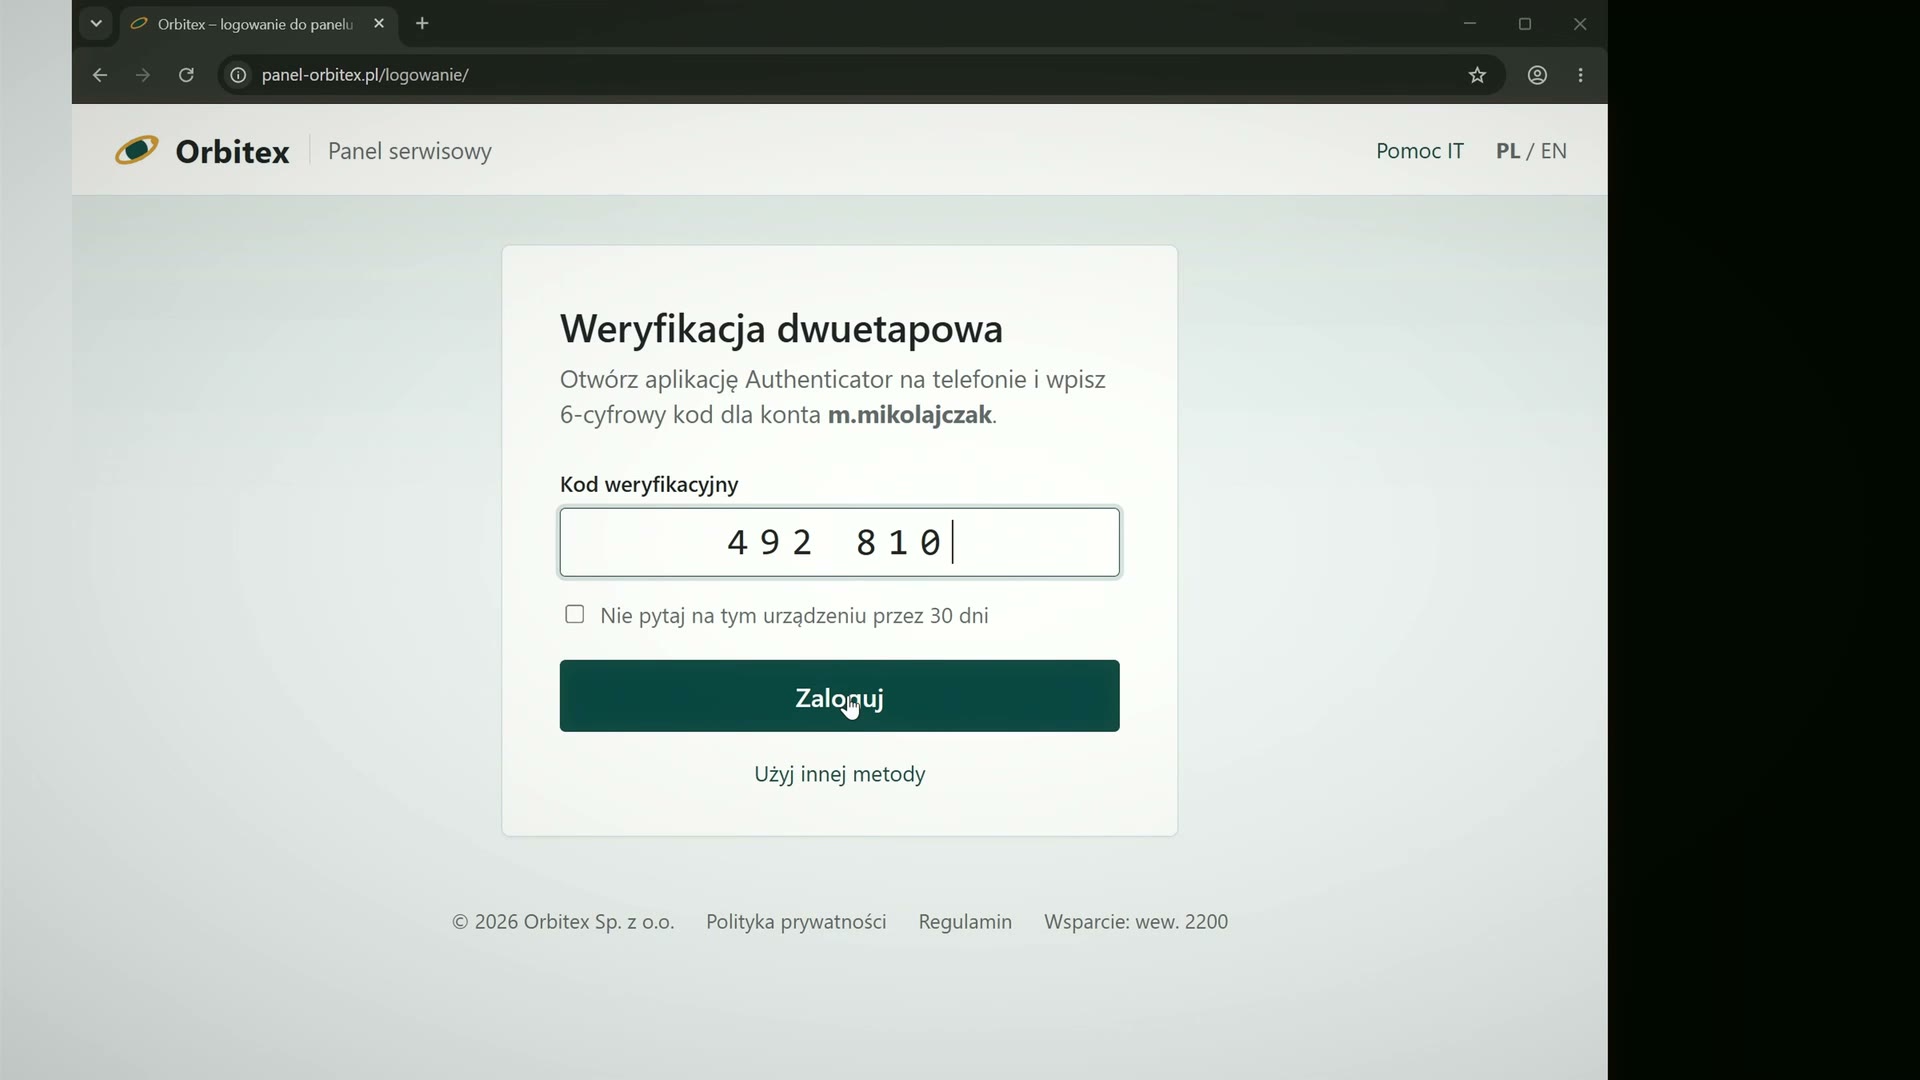 Orbitex – logowanie do panelu
panel-orbitex.pl/logowanie/
Orbitex
Panel serwisowy
Pomoc IT
PL / EN
Weryfikacja dwuetapowa
Otwórz aplikację Authenticator na telefonie i wpisz
6-cyfrowy kod dla konta m.mikolajczak.
Kod weryfikacyjny
492 810
Nie pytaj na tym urządzeniu przez 30 dni
Zaloguj
Użyj innej metody
© 2026 Orbitex Sp. z o.o.
Polityka prywatności
Regulamin
Wsparcie: wew. 2200